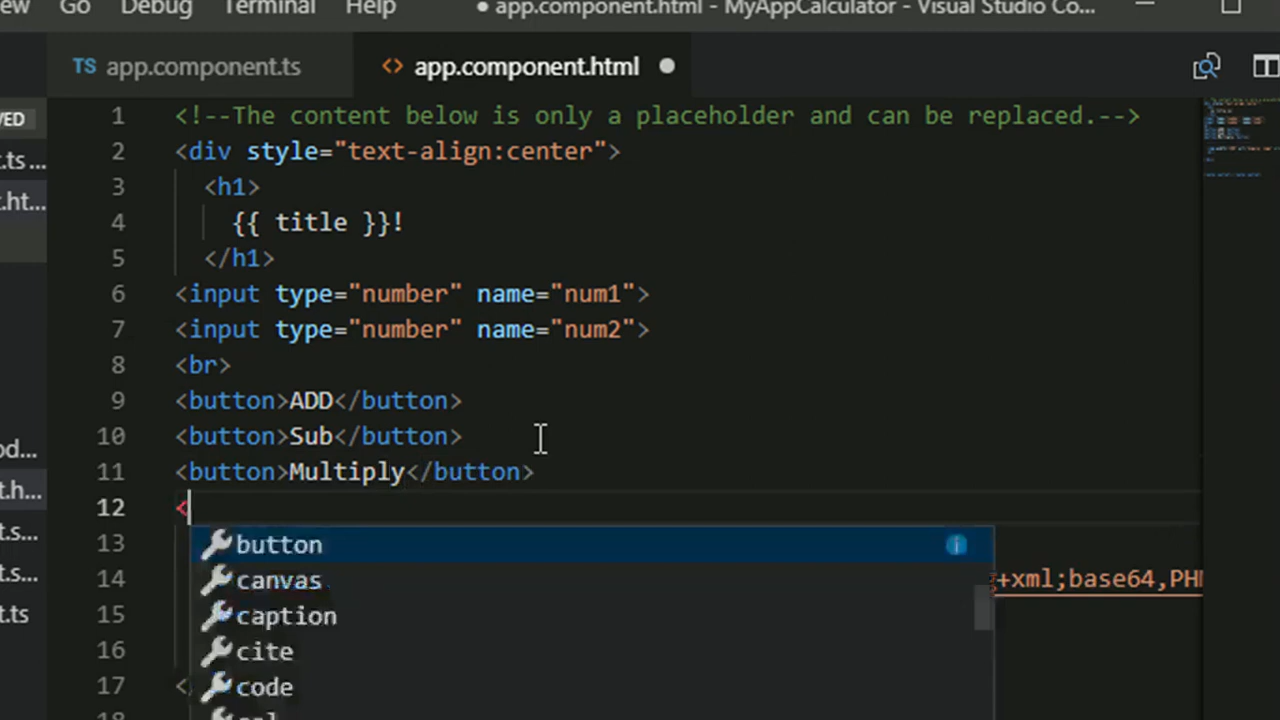 Go Debug Terminal Help ● app.component.html - MyAppCalculator - Visual Studio Co...
TS app.component.ts <> app.component.html ●
1 <!--The content below is only a placeholder and can be replaced.-->
2 <div style="text-align:center">
3 <h1>
4 {{ title }}!
5 </h1>
6 <input type="number" name="num1">
7 <input type="number" name="num2">
8 <br>
9 <button>ADD</button>
10 <button>Sub</button>
11 <button>Multiply</button>
12 <
13 button
14 canvas +xml;base64,PH
15 caption
16 cite
17 < code